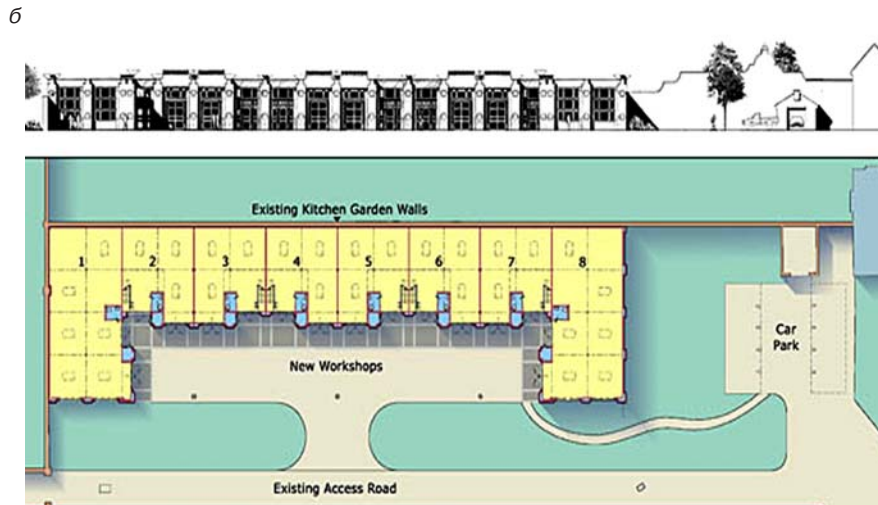 б
Existing Kitchen Garden Walls
1 2 3 4 5 6 7 8
New Workshops
Car
Park
Existing Access Road